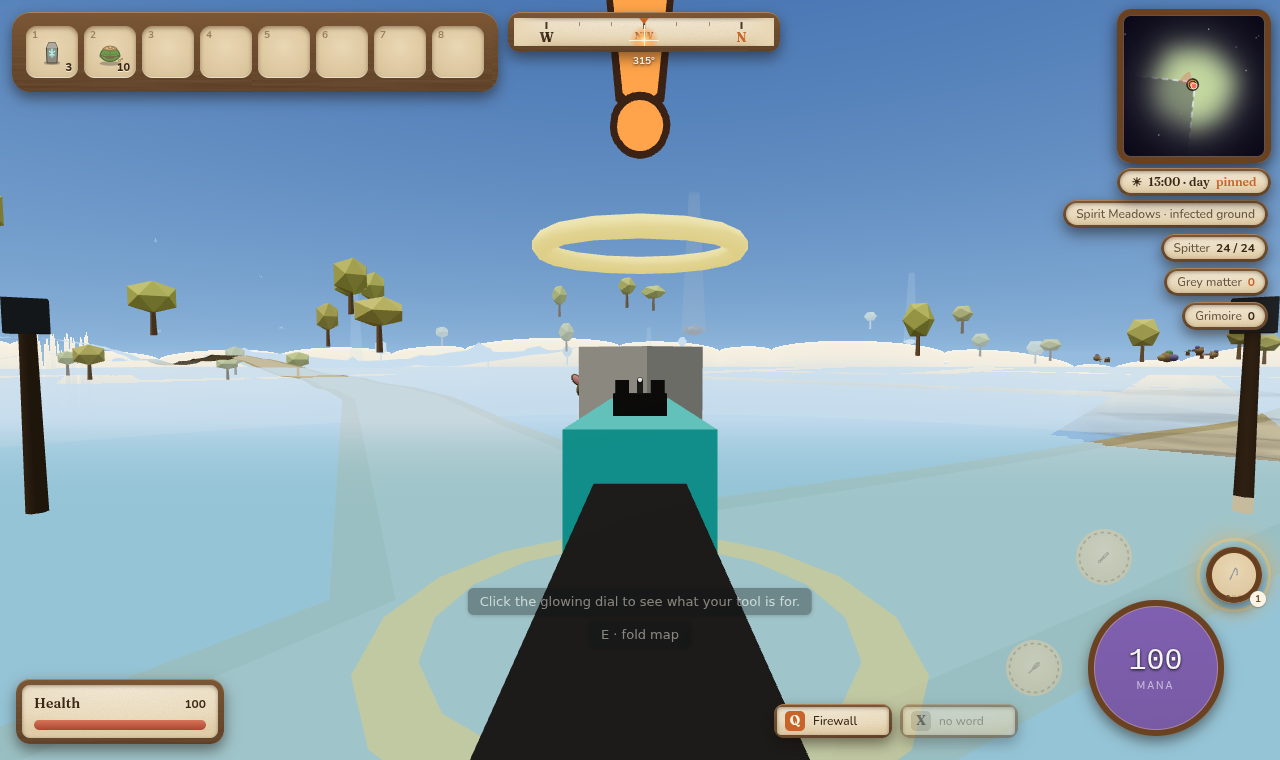 1
3
2
10
3
4
5
6
7
8
W
NW
N
315°
13:00 · day pinned
Spirit Meadows · infected ground
Spitter 24 / 24
Grey matter 0
Grimoire 0
Click the glowing dial to see what your tool is for.
E · fold map
1
100
MANA
Health 100
Q Firewall
X no word